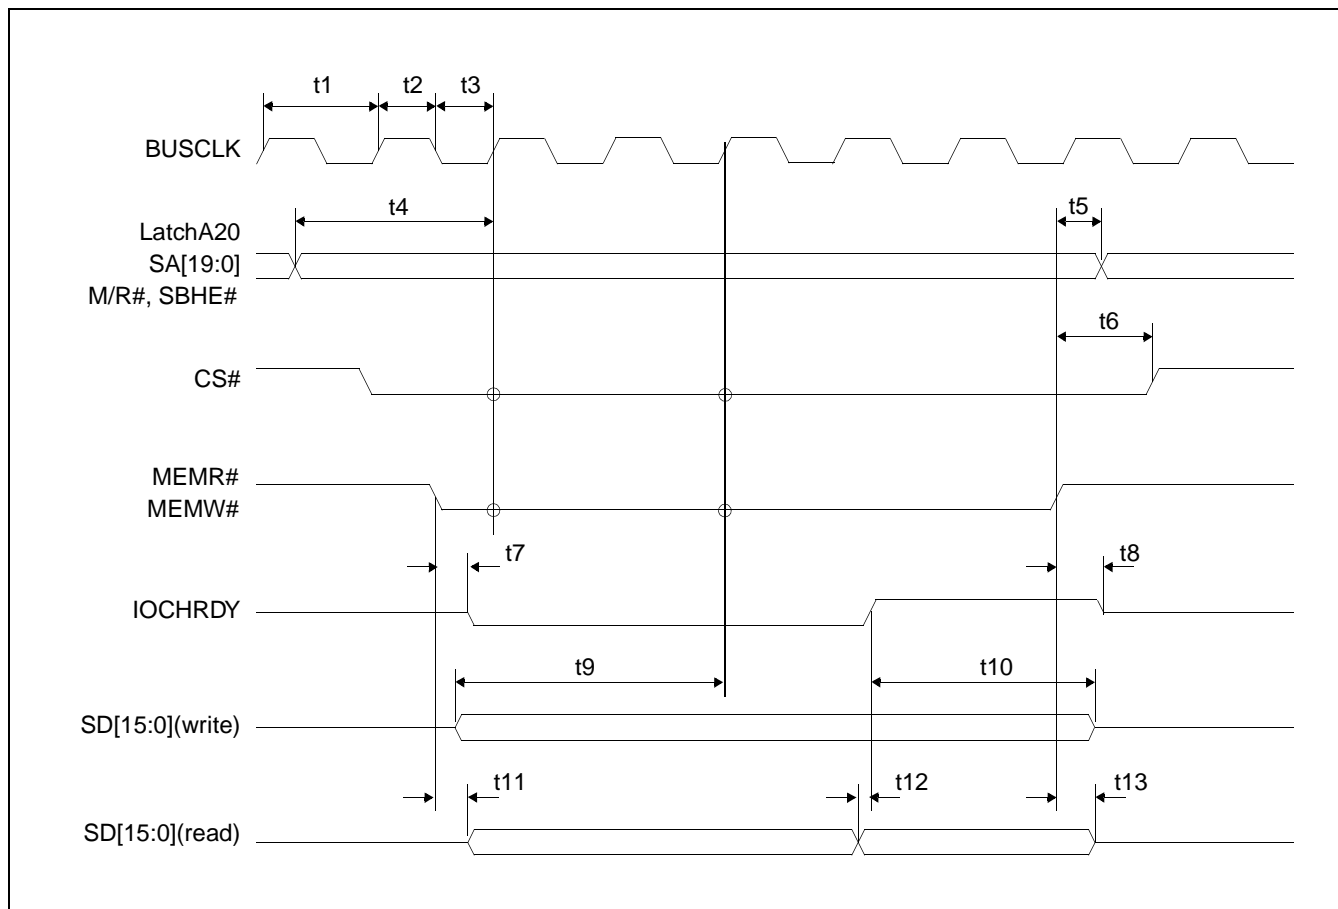 t1 t2 t3
BUSCLK
t4 t5
LatchA20
SA[19:0]
M/R#, SBHE#
t6
CS#
MEMR#
MEMW#
t7 t8
IOCHRDY
t9 t10
SD[15:0](write)
t11 t12 t13
SD[15:0](read)